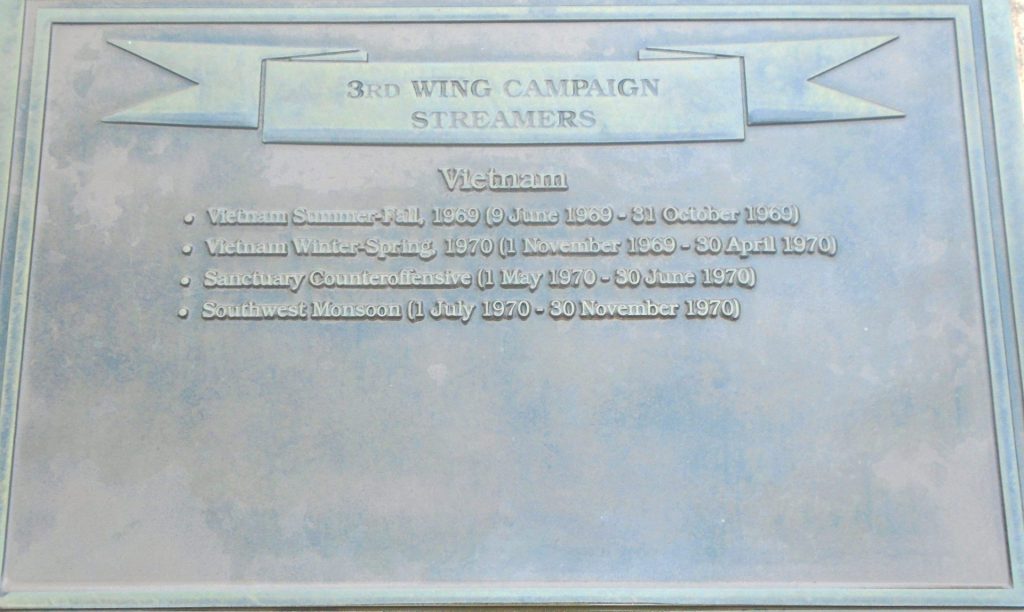 3RD WING CAMPAIGN
STREAMERS
Vietnam
• Vietnam Summer-Fall, 1969 (9 June 1969 - 31 October 1969)
• Vietnam Winter-Spring, 1970 (1 November 1969 - 30 April 1970)
• Sanctuary Counteroffensive (1 May 1970 - 30 June 1970)
• Southwest Monsoon (1 July 1970 - 30 November 1970)